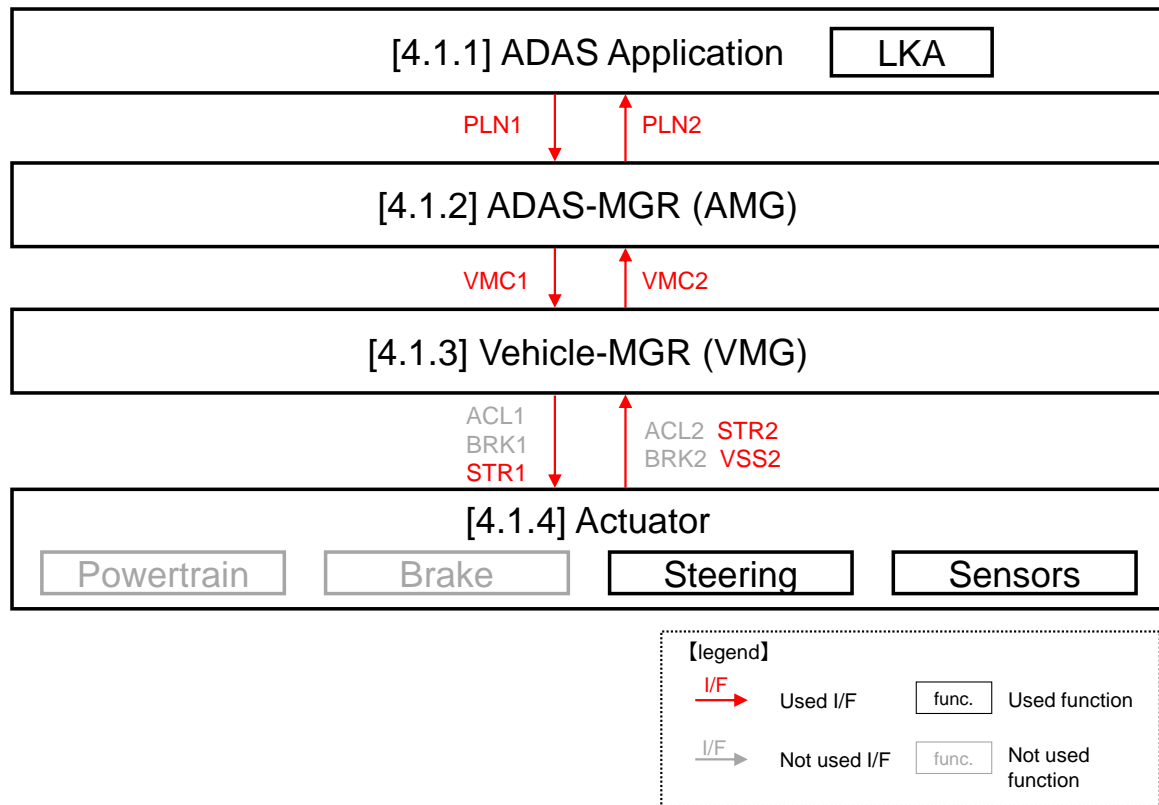 [4.1.1] ADAS Application
LKA
PLN1
PLN2
[4.1.2] ADAS-MGR (AMG)
VMC1
VMC2
[4.1.3] Vehicle-MGR (VMG)
ACL1
BRK1
STR1
ACL2 STR2
BRK2 VSS2
[4.1.4] Actuator
Powertrain
Brake
Steering
Sensors
【legend】
I/F
Used I/F
func.
Used function
I/F
Not used I/F
func.
Not used
function